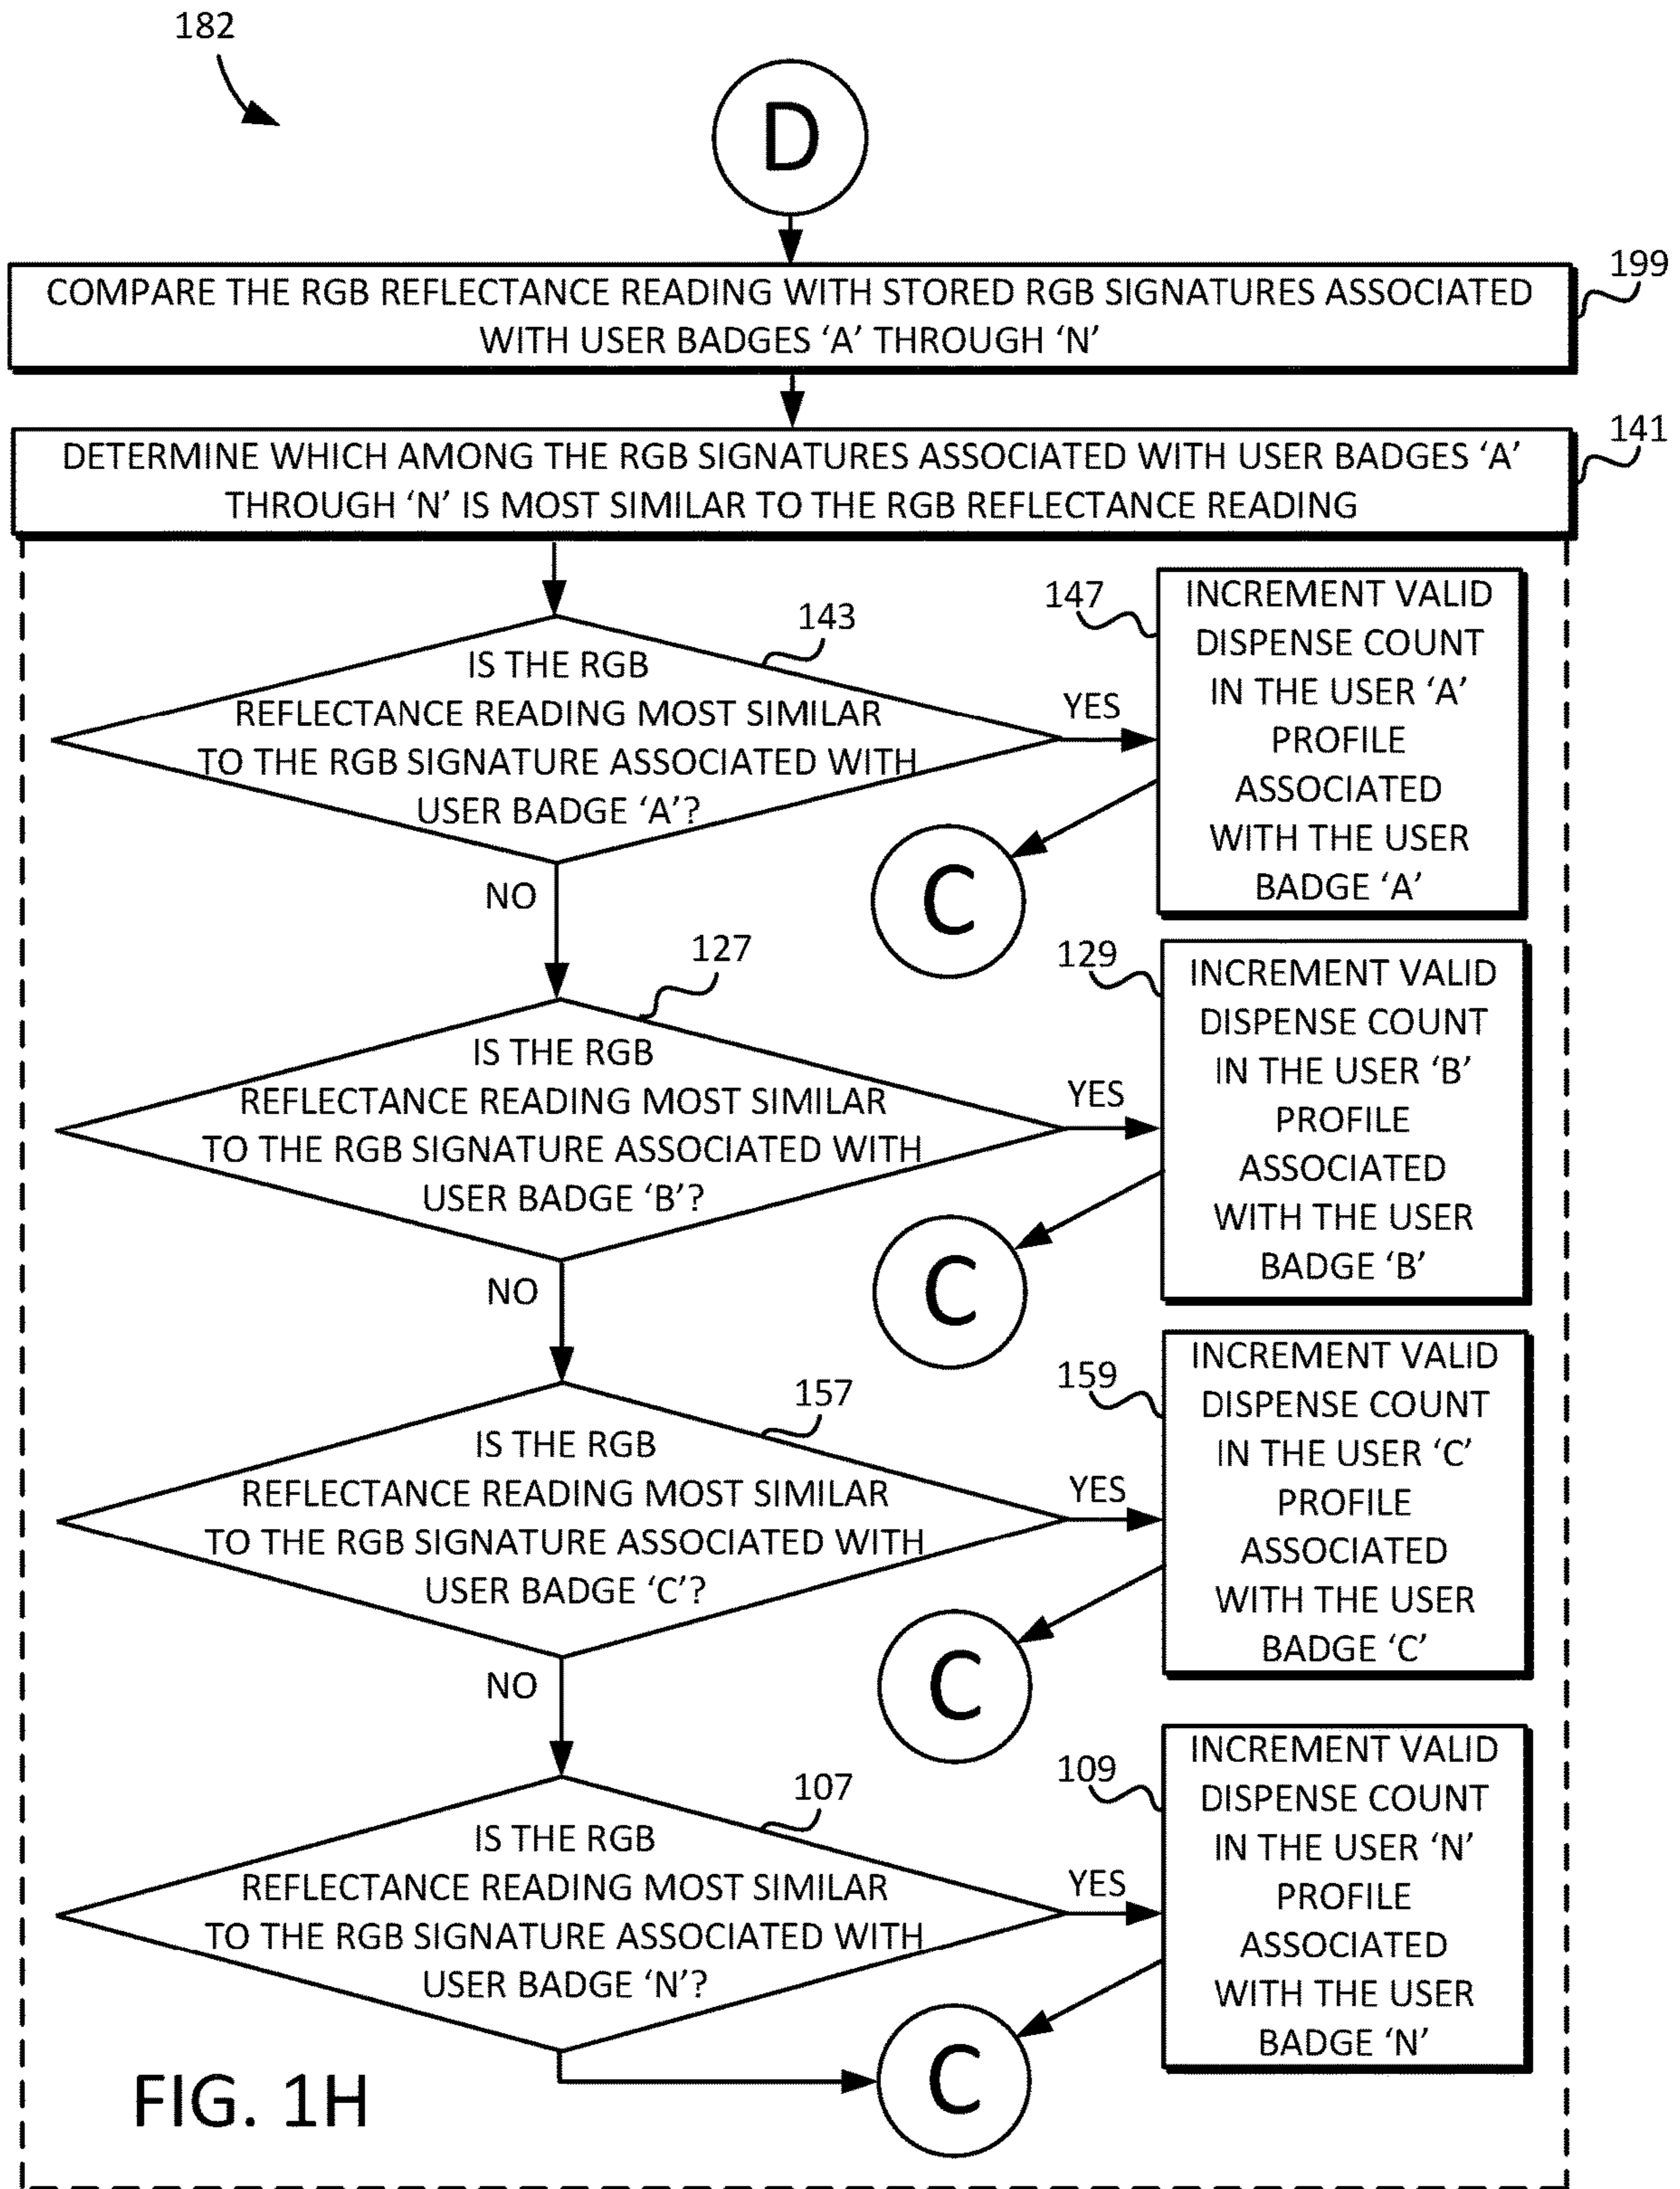 182
D
COMPARE THE RGB REFLECTANCE READING WITH STORED RGB SIGNATURES ASSOCIATED
WITH USER BADGES ‘A’ THROUGH ‘N’
199
DETERMINE WHICH AMONG THE RGB SIGNATURES ASSOCIATED WITH USER BADGES ‘A’
THROUGH ‘N’ IS MOST SIMILAR TO THE RGB REFLECTANCE READING
141
143
IS THE RGB
REFLECTANCE READING MOST SIMILAR
TO THE RGB SIGNATURE ASSOCIATED WITH
USER BADGE ‘A’?
YES
147
INCREMENT VALID
DISPENSE COUNT
IN THE USER ‘A’
PROFILE
ASSOCIATED
WITH THE USER
BADGE ‘A’
C
NO
127
IS THE RGB
REFLECTANCE READING MOST SIMILAR
TO THE RGB SIGNATURE ASSOCIATED WITH
USER BADGE ‘B’?
YES
129
INCREMENT VALID
DISPENSE COUNT
IN THE USER ‘B’
PROFILE
ASSOCIATED
WITH THE USER
BADGE ‘B’
C
NO
157
IS THE RGB
REFLECTANCE READING MOST SIMILAR
TO THE RGB SIGNATURE ASSOCIATED WITH
USER BADGE ‘C’?
YES
159
INCREMENT VALID
DISPENSE COUNT
IN THE USER ‘C’
PROFILE
ASSOCIATED
WITH THE USER
BADGE ‘C’
C
NO
107
IS THE RGB
REFLECTANCE READING MOST SIMILAR
TO THE RGB SIGNATURE ASSOCIATED WITH
USER BADGE ‘N’?
YES
109
INCREMENT VALID
DISPENSE COUNT
IN THE USER ‘N’
PROFILE
ASSOCIATED
WITH THE USER
BADGE ‘N’
C
FIG. 1H